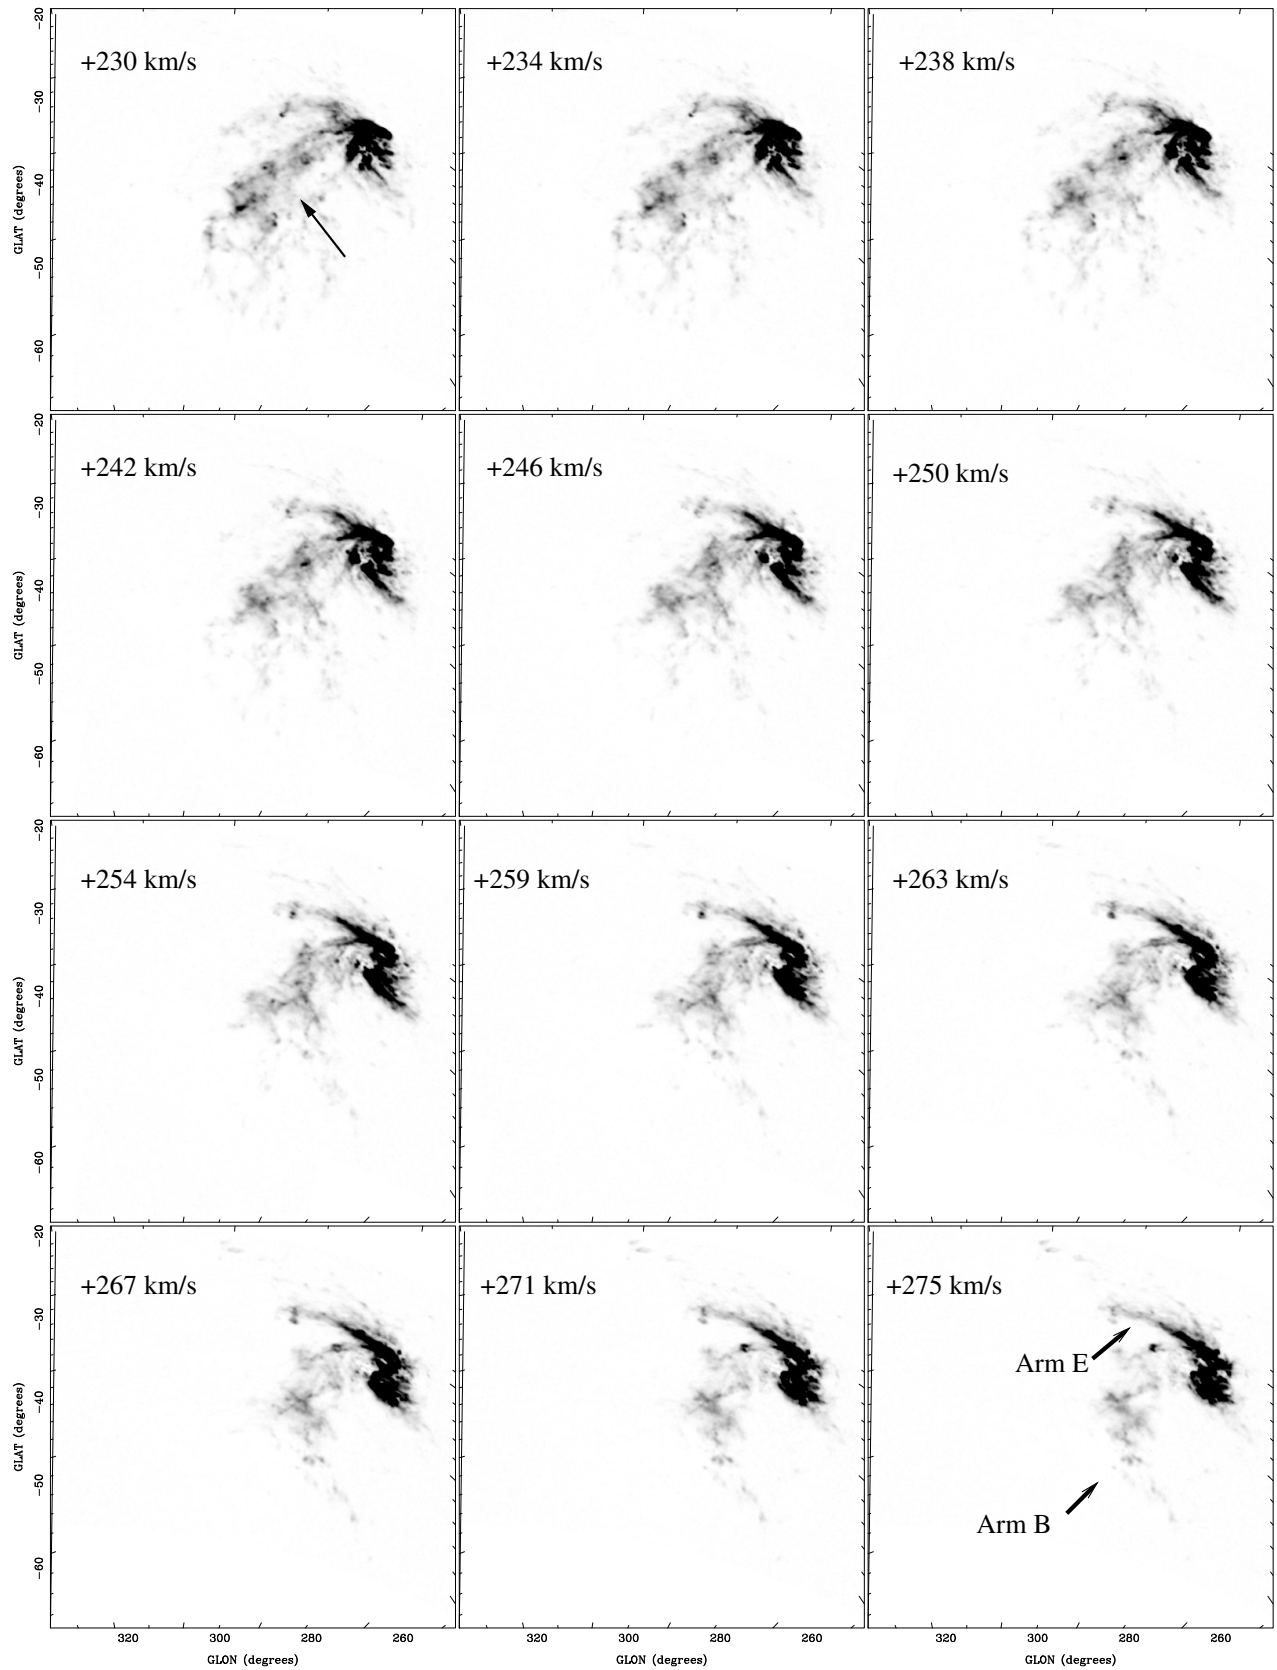 -20
+230 km/s
+234 km/s
+238 km/s
-30
-40
GLAT (degrees)
-50
-60
-20
+242 km/s
+246 km/s
+250 km/s
-30
-40
GLAT (degrees)
-50
-60
-20
+254 km/s
+259 km/s
+263 km/s
-30
-40
GLAT (degrees)
-50
-60
-20
+267 km/s
+271 km/s
+275 km/s
-30
Arm E
-40
GLAT (degrees)
-50
Arm B
-60
320 300 280 260 320 300 280 260 320 300 280 260
GLON (degrees) GLON (degrees) GLON (degrees)